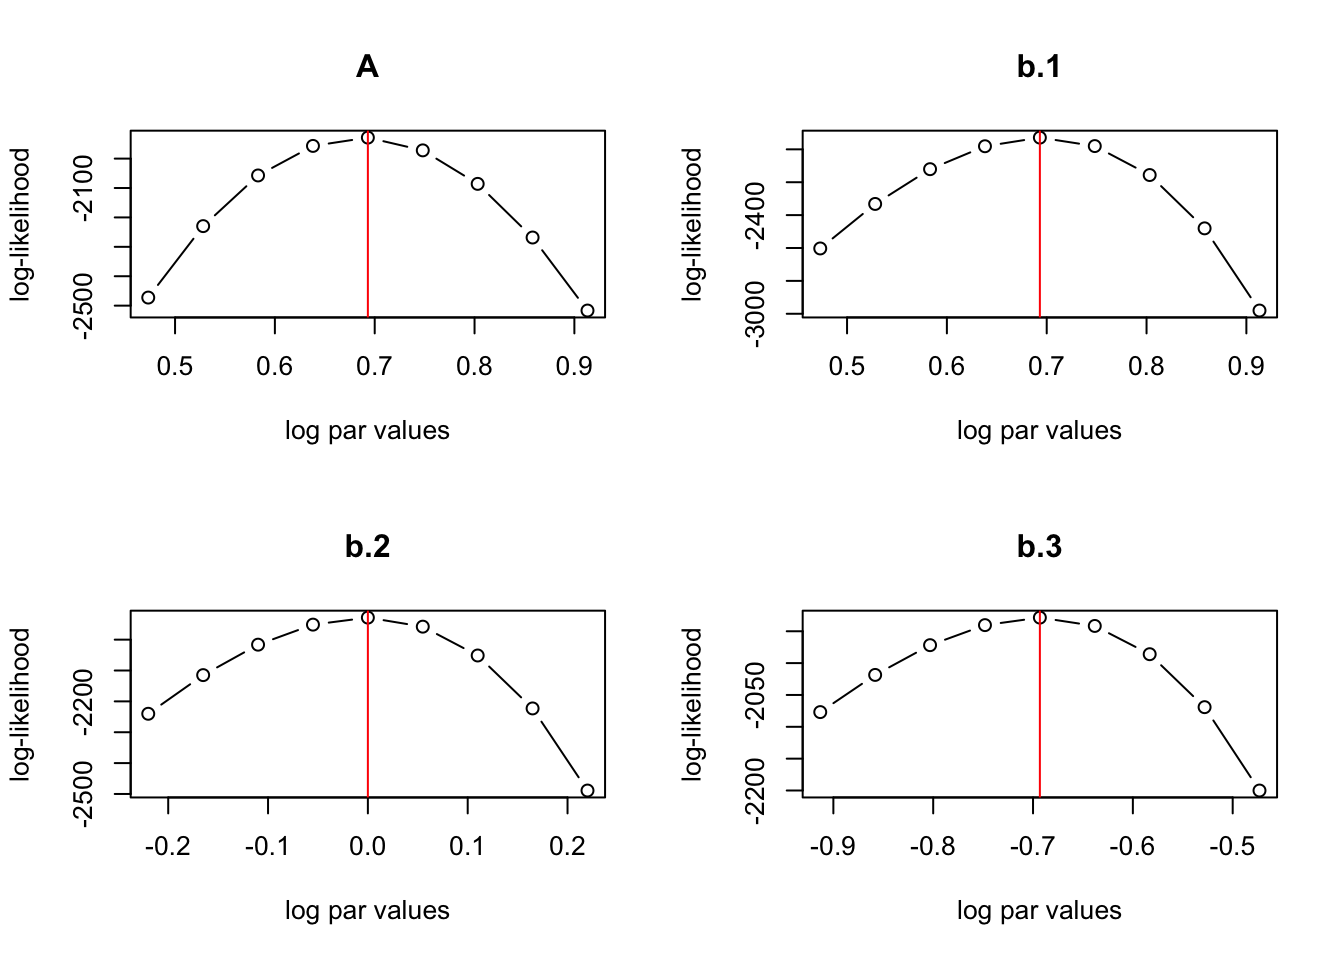 A
log-likelihood
-2100
-2500
0.5 0.6 0.7 0.8 0.9
log par values
b.1
log-likelihood
-2400
-3000
0.5 0.6 0.7 0.8 0.9
log par values
b.2
log-likelihood
-2200
-2500
-0.2 -0.1 0.0 0.1 0.2
log par values
b.3
log-likelihood
-2050
-2200
-0.9 -0.8 -0.7 -0.6 -0.5
log par values